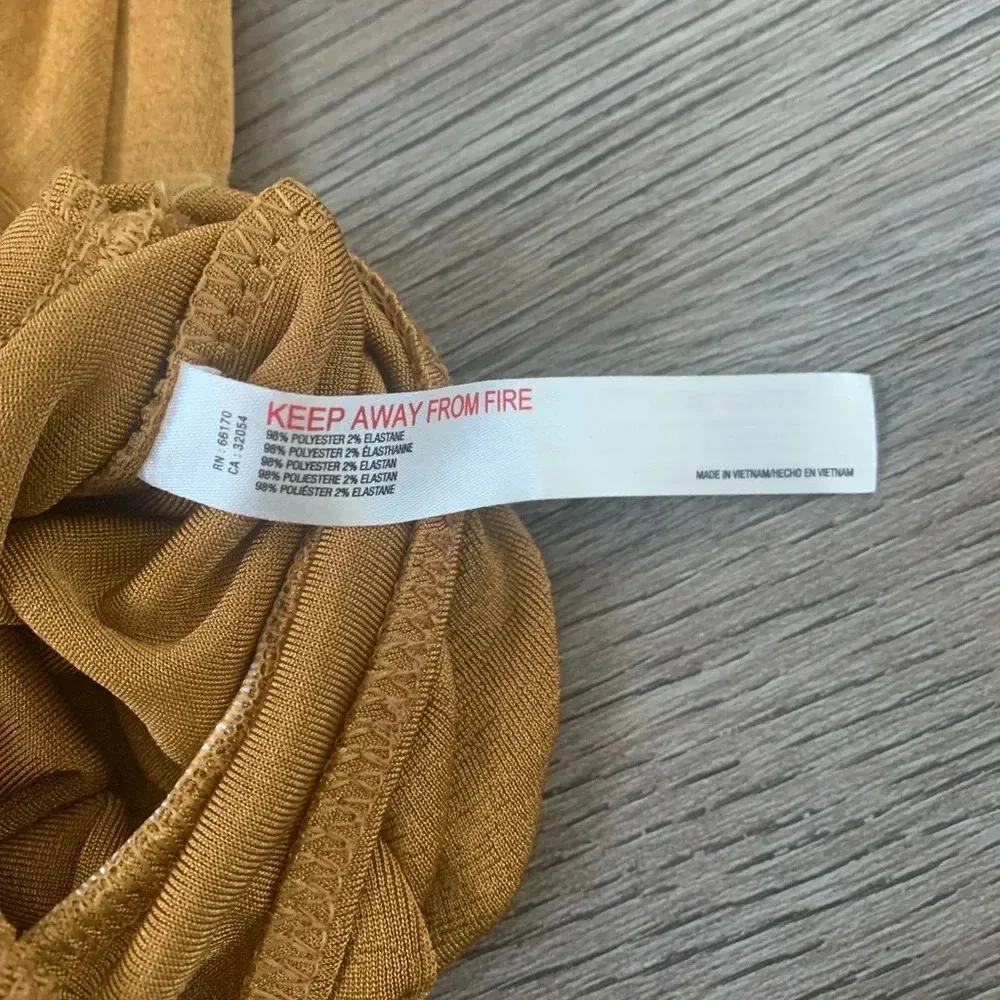 RN : 66170
CA : 32054
KEEP AWAY FROM FIRE
98% POLYESTER 2% ELASTANE
98% POLYESTER 2% ÉLASTHANNE
98% POLYESTER 2% ELASTAN
98% POLIESTERE 2% ELASTAN
98% POLIÉSTER 2% ELASTANE
MADE IN VIETNAM/HECHO EN VIETNAM